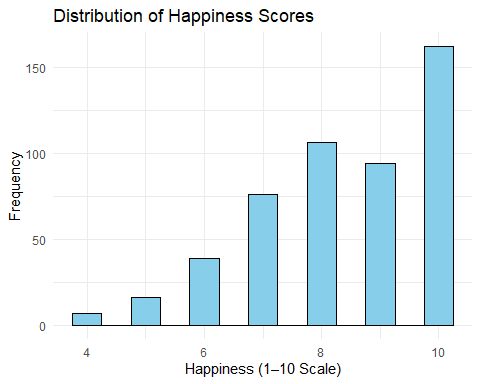 Distribution of Happiness Scores
Frequency
150
100
50
0
4 6 8 10
Happiness (1–10 Scale)